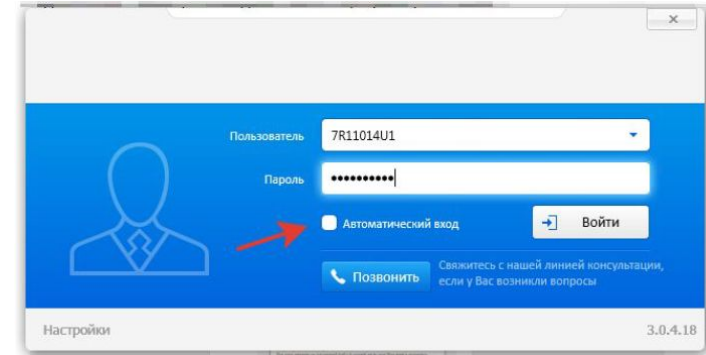 Пользователь 7R11014U1
Пароль ••••••••••
Автоматический вход
Войти
Позвонить
Свяжитесь с нашей линией консультации,
если у Вас возникли вопросы
Настройки
3.0.4.18